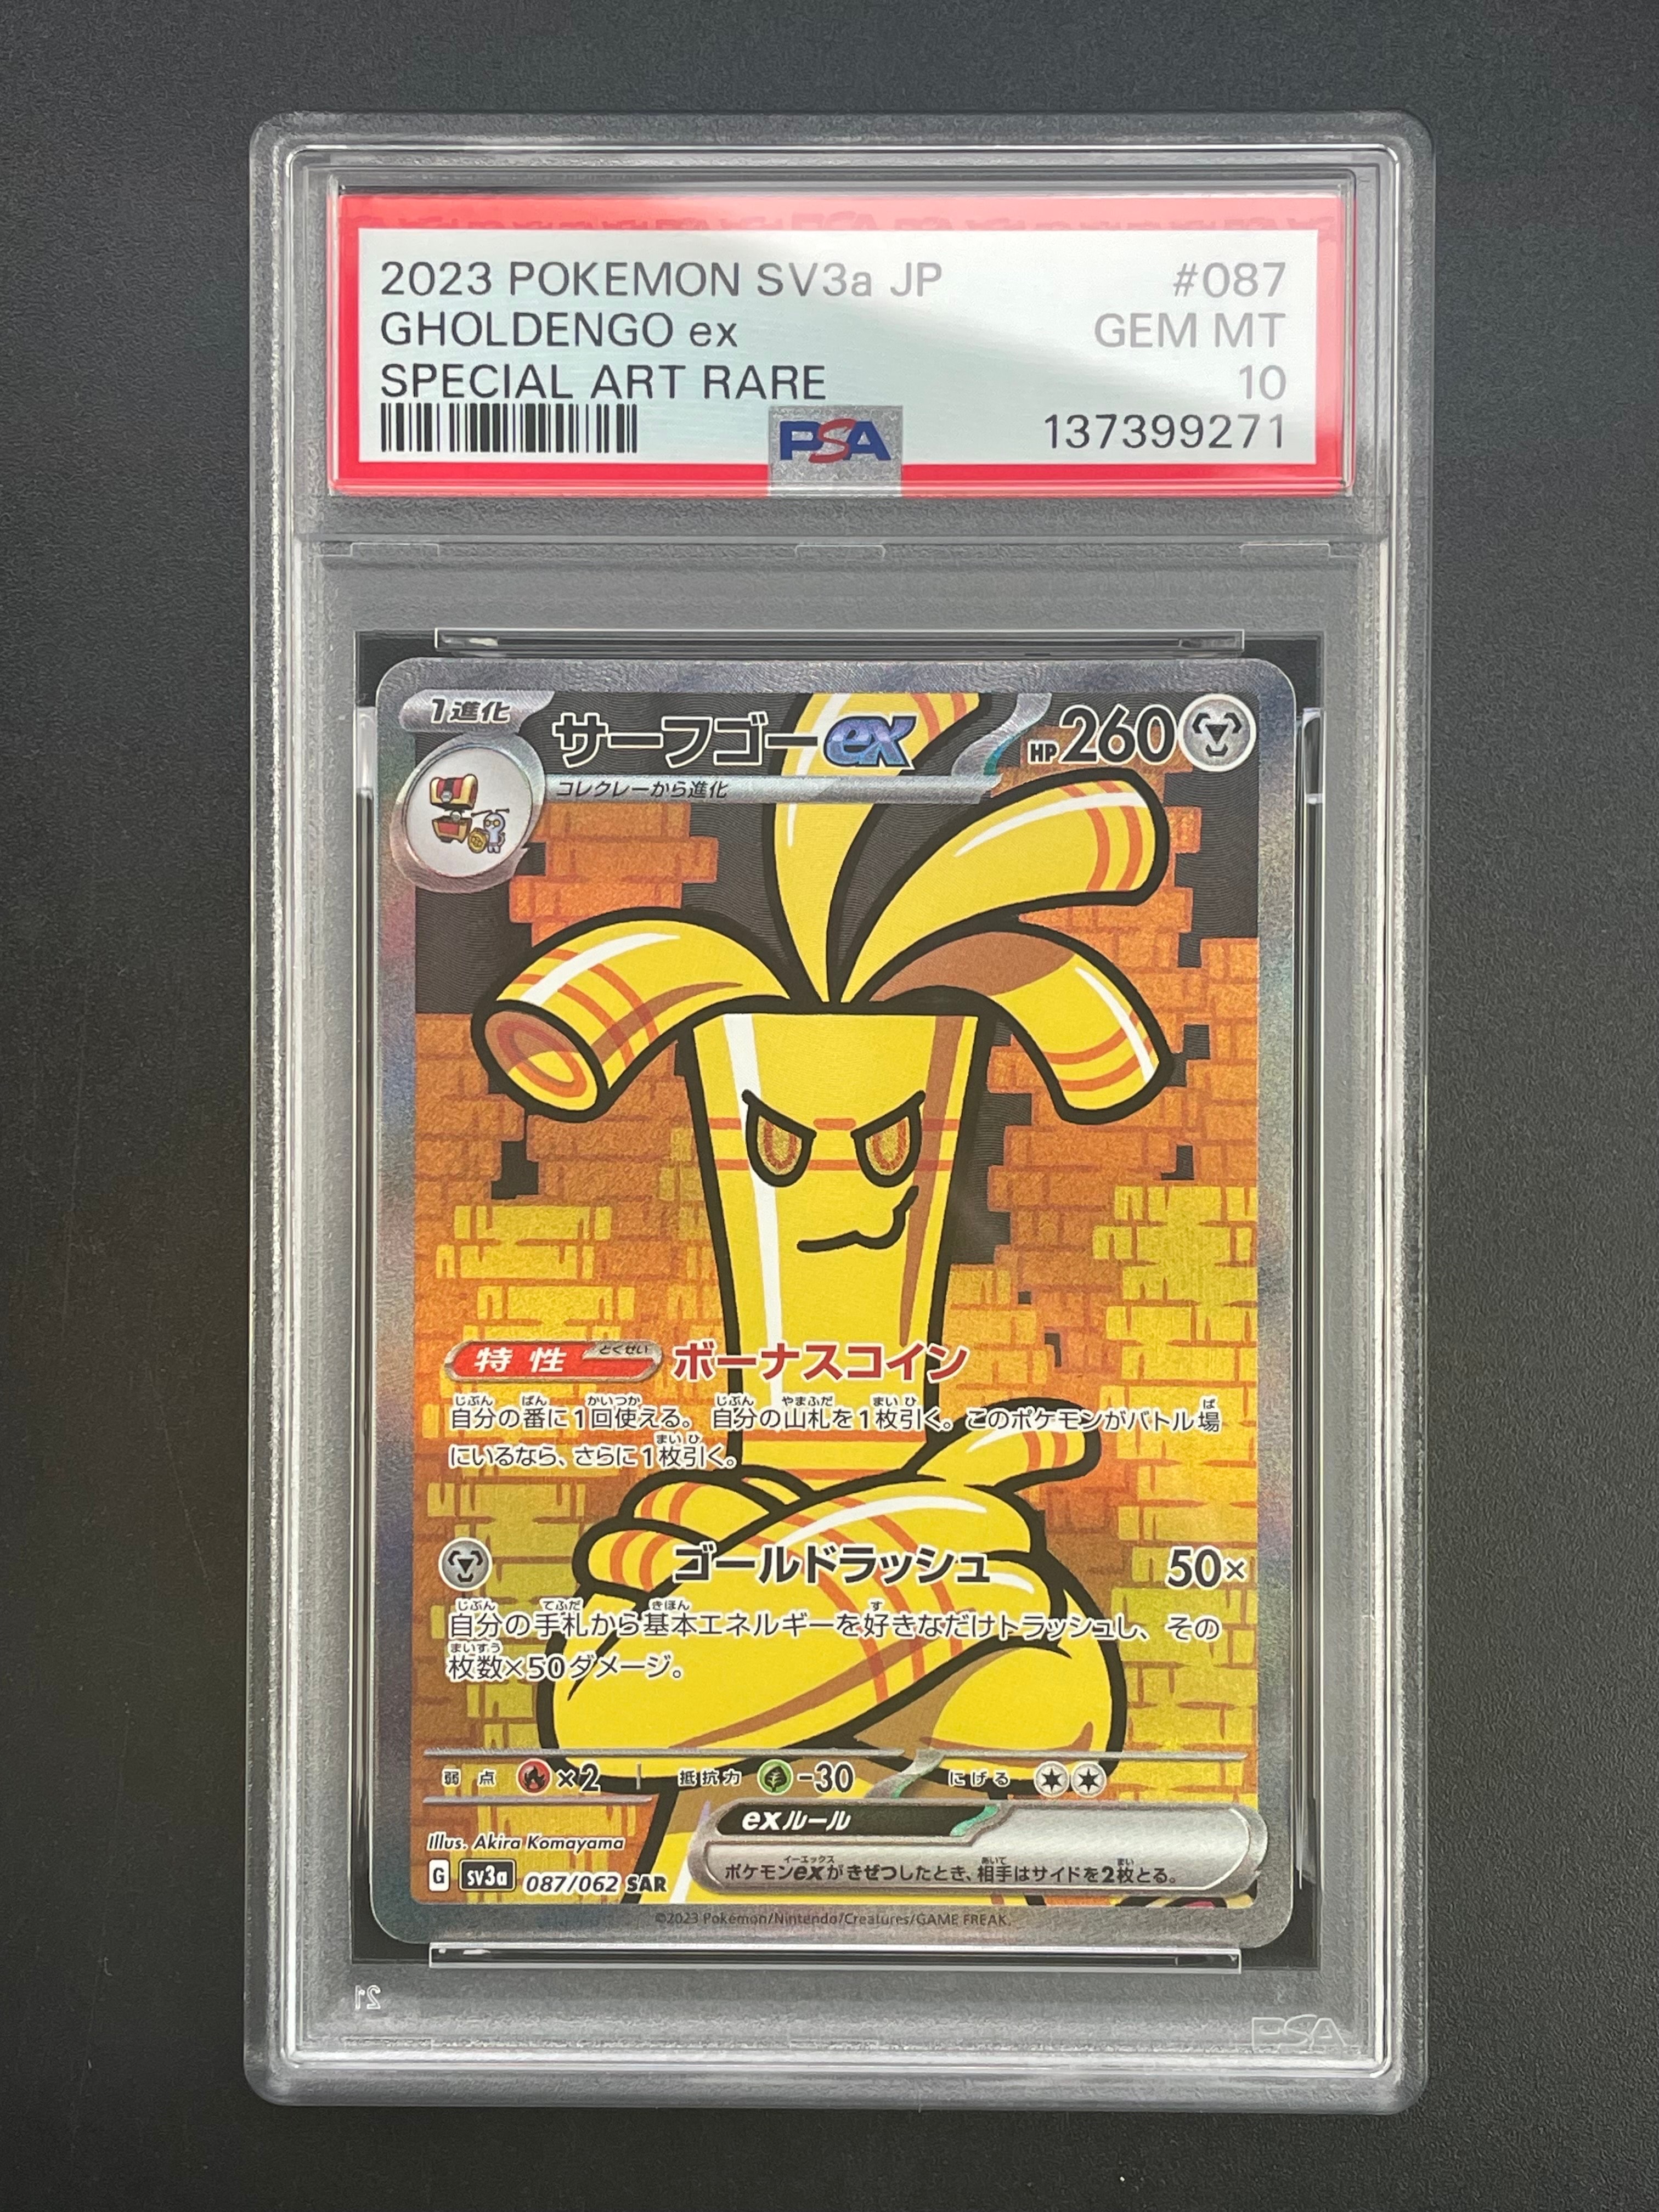 2023 POKEMON SV3a JP #087
GHOLDENGO ex GEM MT
SPECIAL ART RARE 10
PSA 137399271
1進化 サーフゴーex HP260
コレクレーから進化
特性 とくせい ボーナスコイン
自分の番に1回使える。自分の山札を1枚引く。このポケモンがバトル場
にいるなら、さらに1枚引く。
ゴールドラッシュ 50×
自分の手札から基本エネルギーを好きなだけトラッシュし、その
枚数×50ダメージ。
弱点 ×2 抵抗力 -30 にげる
exルール
ポケモンexがきぜつしたとき、相手はサイドを2枚とる。
Illus. Akira Komayama
G sv3a 087/062 SAR
©2023 Pokémon/Nintendo/Creatures/GAME FREAK.
21
PSA